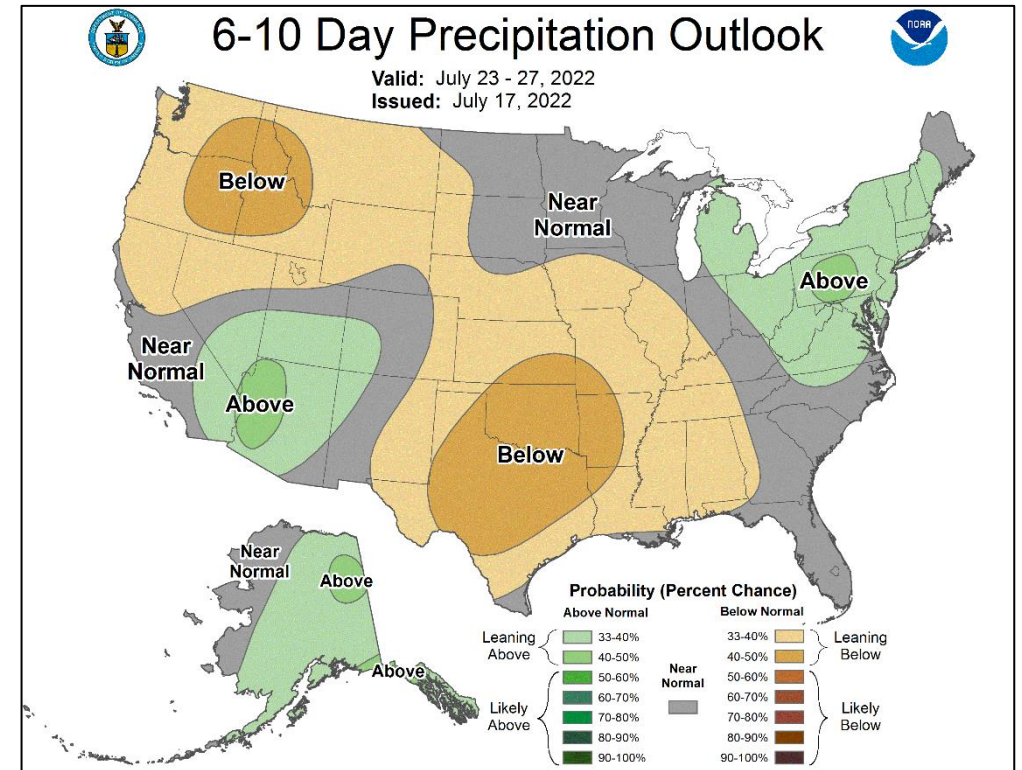 6-10 Day Precipitation Outlook
NOAA
Valid: July 23 - 27, 2022
Issued: July 17, 2022
Below
Near
Normal
Above
Near
Normal
Above
Below
Near
Normal
Above
Above
Probability (Percent Chance)
Above Normal
Below Normal
Leaning
Above
33-40%
40-50%
Likely
Above
50-60%
60-70%
70-80%
80-90%
90-100%
Near
Normal
33-40%
40-50%
Leaning
Below
50-60%
60-70%
70-80%
80-90%
90-100%
Likely
Below